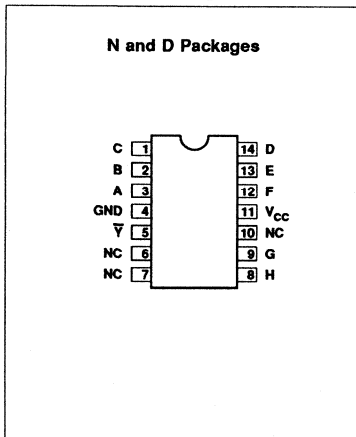 N and D Packages
C 1 14 D
B 2 13 E
A 3 12 F
GND 4 11 VCC
Y̅ 5 10 NC
NC 6 9 G
NC 7 8 H